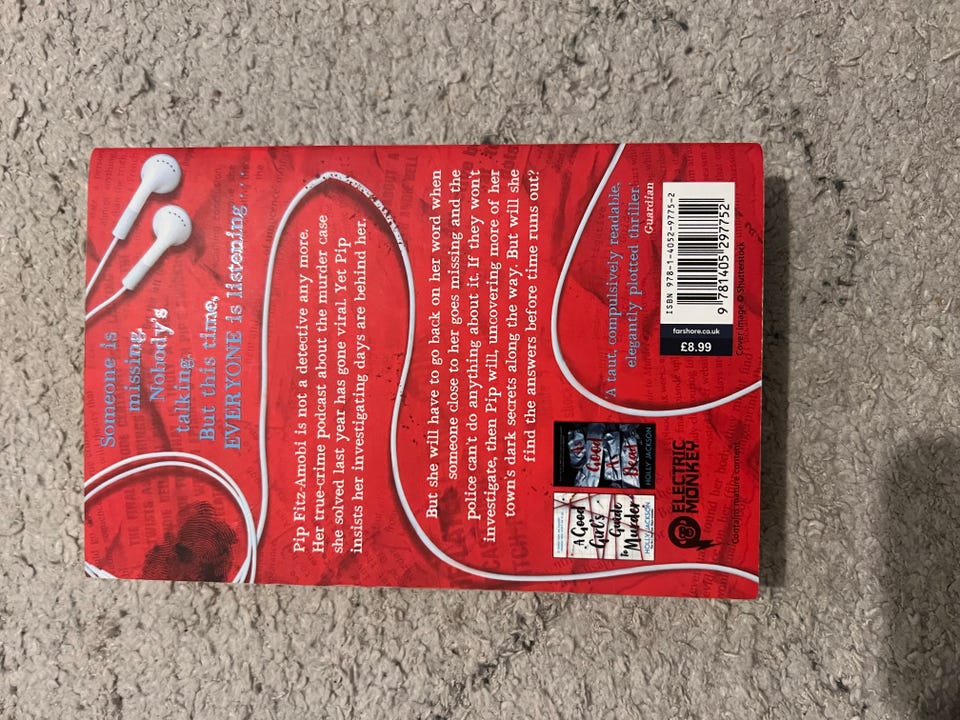 Someone is
missing.
Nobody's
talking.
But this time,
EVERYONE is listening . . .
Pip Fitz-Amobi is not a detective any more.
Her true-crime podcast about the murder case
she solved last year has gone viral. Yet Pip
insists her investigating days are behind her.
But she will have to go back on her word when
someone close to her goes missing and the
police can't do anything about it. If they won't
investigate, then Pip will, uncovering more of her
town's dark secrets along the way. But will she
find the answers before time runs out?
'A taut, compulsively readable,
elegantly plotted thriller.'
Guardian
A Good
Girl's
Guide
to
Murder
HOLLY JACKSON
Good
Dead
HOLLY JACKSON
ELECTRIC
MONKEY
Contains mature content
ISBN 978-1-4052-9775-2
9 781405 297752
farshore.co.uk
£8.99
Cover image © Shutterstock